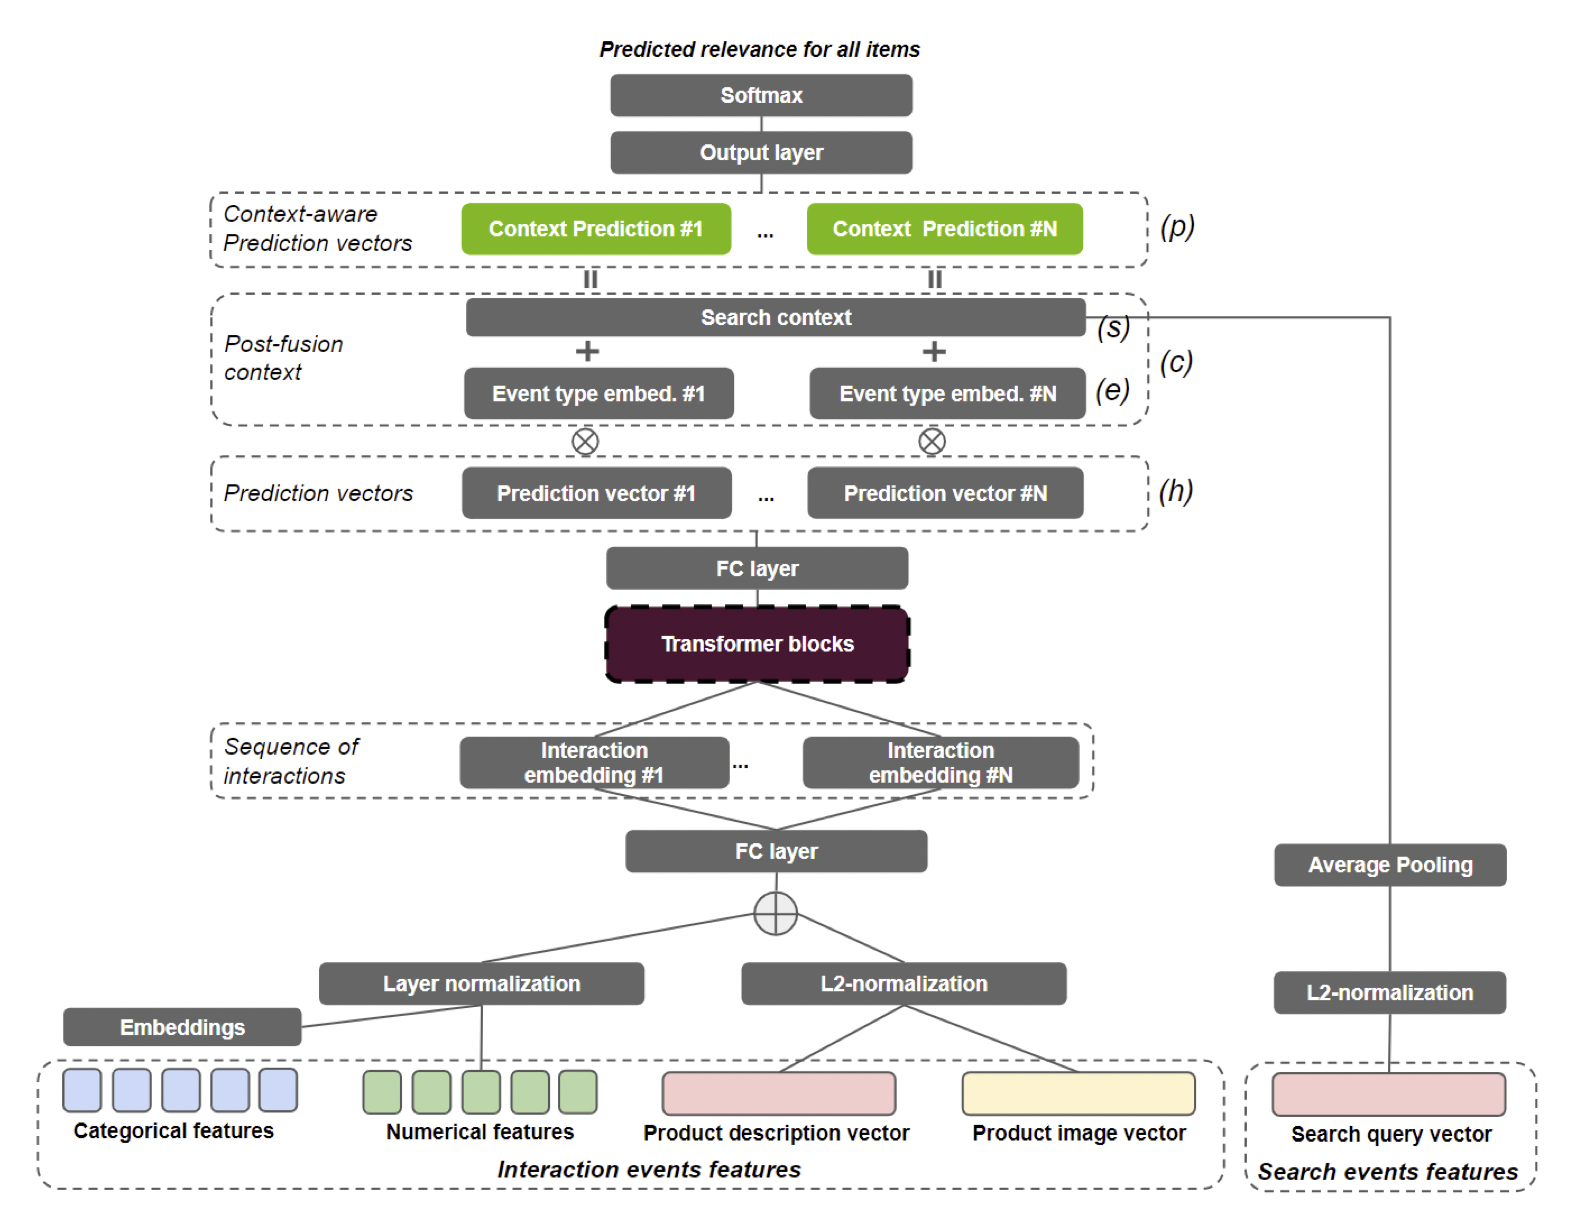 Predicted relevance for all items
Softmax
Output layer
Context-aware
Prediction vectors
Context Prediction #1
...
Context Prediction #N
(p)
Search context
(s)
Post-fusion
context
(c)
Event type embed. #1
Event type embed. #N
(e)
Prediction vectors
Prediction vector #1
...
Prediction vector #N
(h)
FC layer
Transformer blocks
Sequence of
interactions
Interaction
embedding #1
...
Interaction
embedding #N
FC layer
Average Pooling
Layer normalization
L2-normalization
L2-normalization
Embeddings
Categorical features
Numerical features
Product description vector
Product image vector
Search query vector
Interaction events features
Search events features